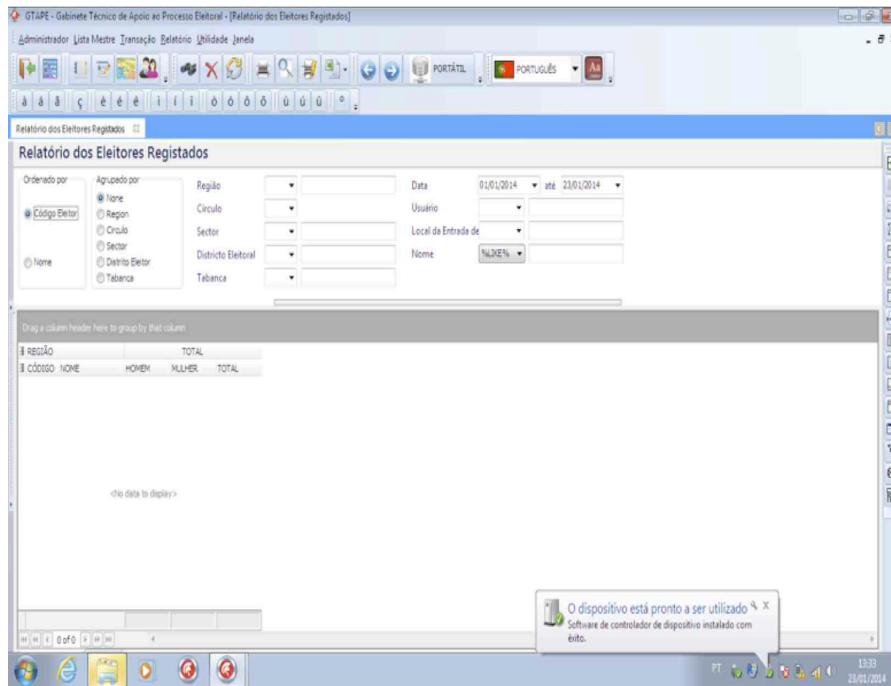 GTAPE - Gabinete Técnico de Apoio ao Processo Eleitoral - [Relatório dos Eleitores Registados]
Administrador Lista Mestre Transação Relatório Utilidade Janela
PORTÁTIL PORTUGUÊS Aa
à á ã ç è é ê ì í î ò ó ô õ ù ú û º
Relatório dos Eleitores Registados
Relatório dos Eleitores Registados
Ordenado por
Código Eleitor
Nome
Agrupado por
None
Region
Circulo
Sector
Distrito Eleitor
Tabanca
Região
Circulo
Sector
Districto Eleitoral
Tabanca
Data 01/01/2014 até 23/01/2014
Usuário
Local da Entrada de
Nome %LIKE%
Drag a column header here to group by that column
REGIÃO TOTAL
CÓDIGO NOME HOMEM MULHER TOTAL
<No data to display>
0 of 0
O dispositivo está pronto a ser utilizado
Software de controlador de dispositivo instalado com
êxito.
PT
13:33
23/01/2014